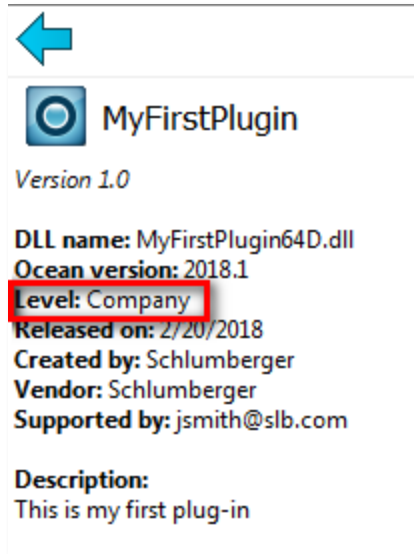 MyFirstPlugin
Version 1.0
DLL name: MyFirstPlugin64D.dll
Ocean version: 2018.1
Level: Company
Released on: 2/20/2018
Created by: Schlumberger
Vendor: Schlumberger
Supported by: jsmith@slb.com
Description:
This is my first plug-in